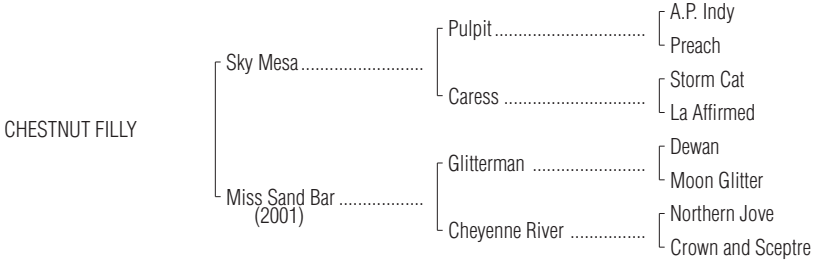 A.P. Indy
Pulpit..............................
Preach
Sky Mesa........................
Storm Cat
Caress ............................
La Affirmed
CHESTNUT FILLY
Dewan
Glitterman ......................
Moon Glitter
Miss Sand Bar .................
(2001)
Northern Jove
Cheyenne River ...............
Crown and Sceptre